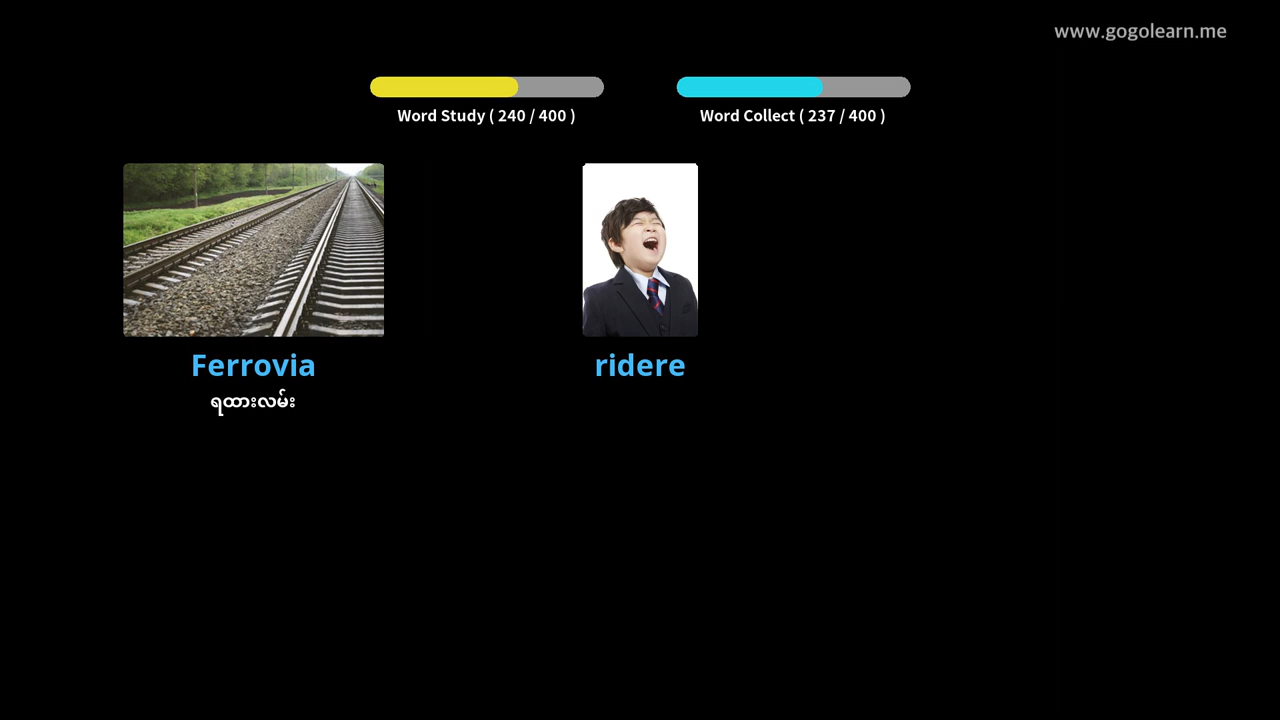 www.gogolearn.me
Word Study ( 240 / 400 )
Word Collect ( 237 / 400 )
Ferrovia
ရထားလမ်း
ridere